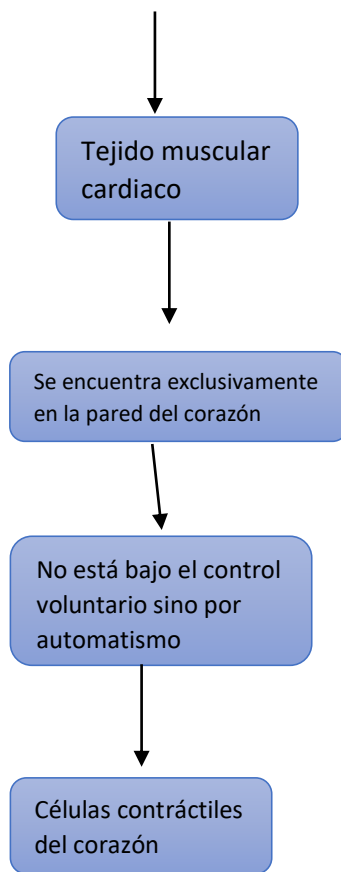 Tejido muscular
cardiaco
Se encuentra exclusivamente
en la pared del corazón
No está bajo el control
voluntario sino por
automatismo
Células contráctiles
del corazón